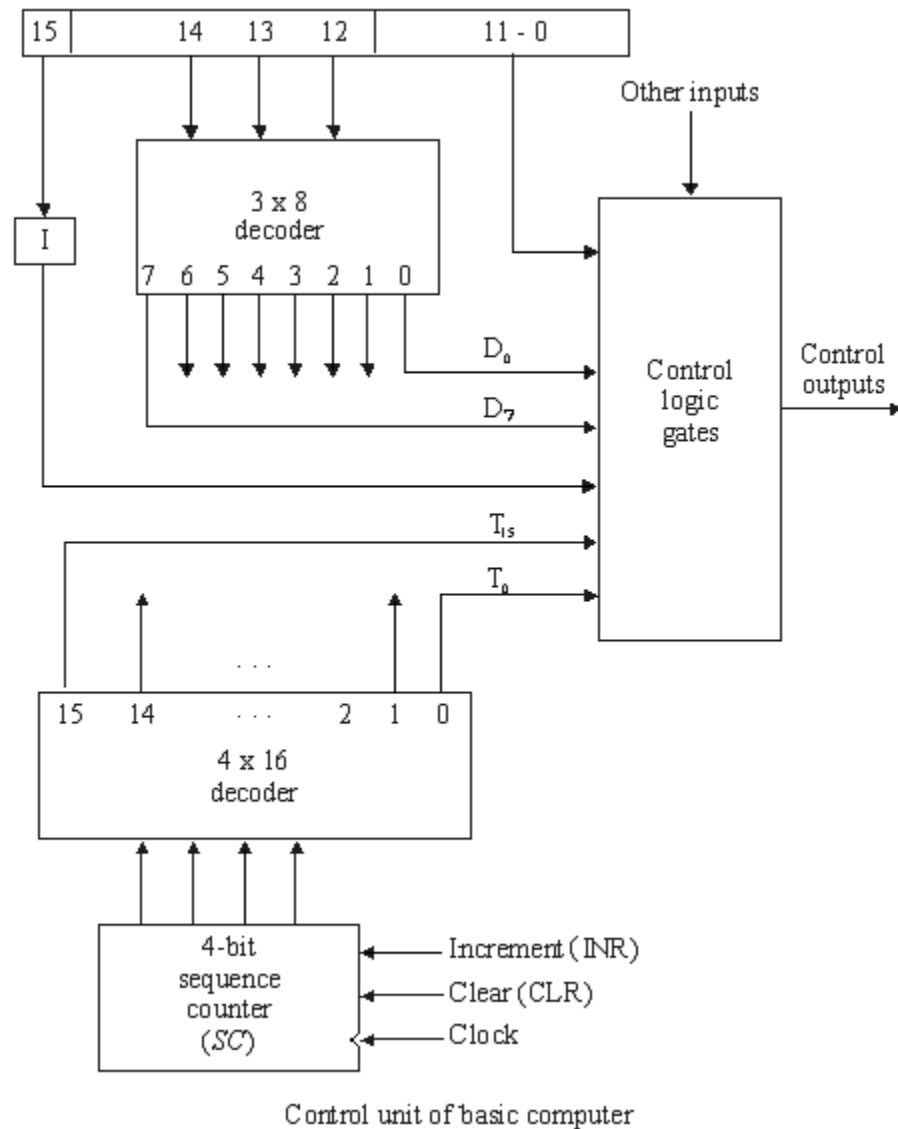 15 14 13 12 11 - 0
Other inputs
3 x 8
decoder
I
7 6 5 4 3 2 1 0
D₀
Control
logic
gates
Control
outputs
D₇
T₁₅
T₀
. . .
15 14 . . . 2 1 0
4 x 16
decoder
4-bit
sequence
counter
(SC)
Increment (INR)
Clear (CLR)
Clock
Control unit of basic computer